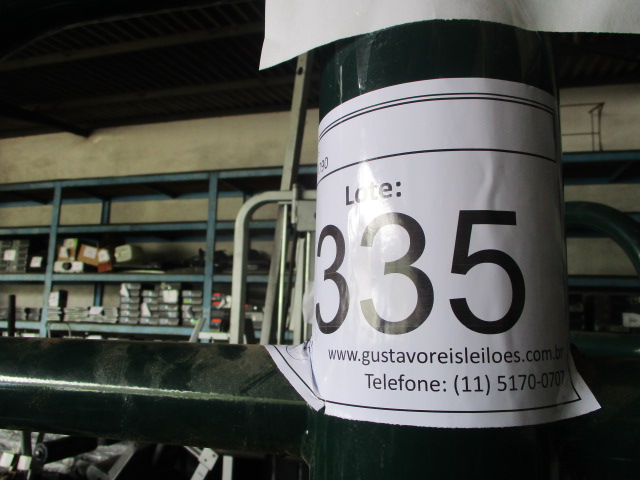 Lote:
335
www.gustavoreisleiloes.com.br
Telefone: (11) 5170-0707